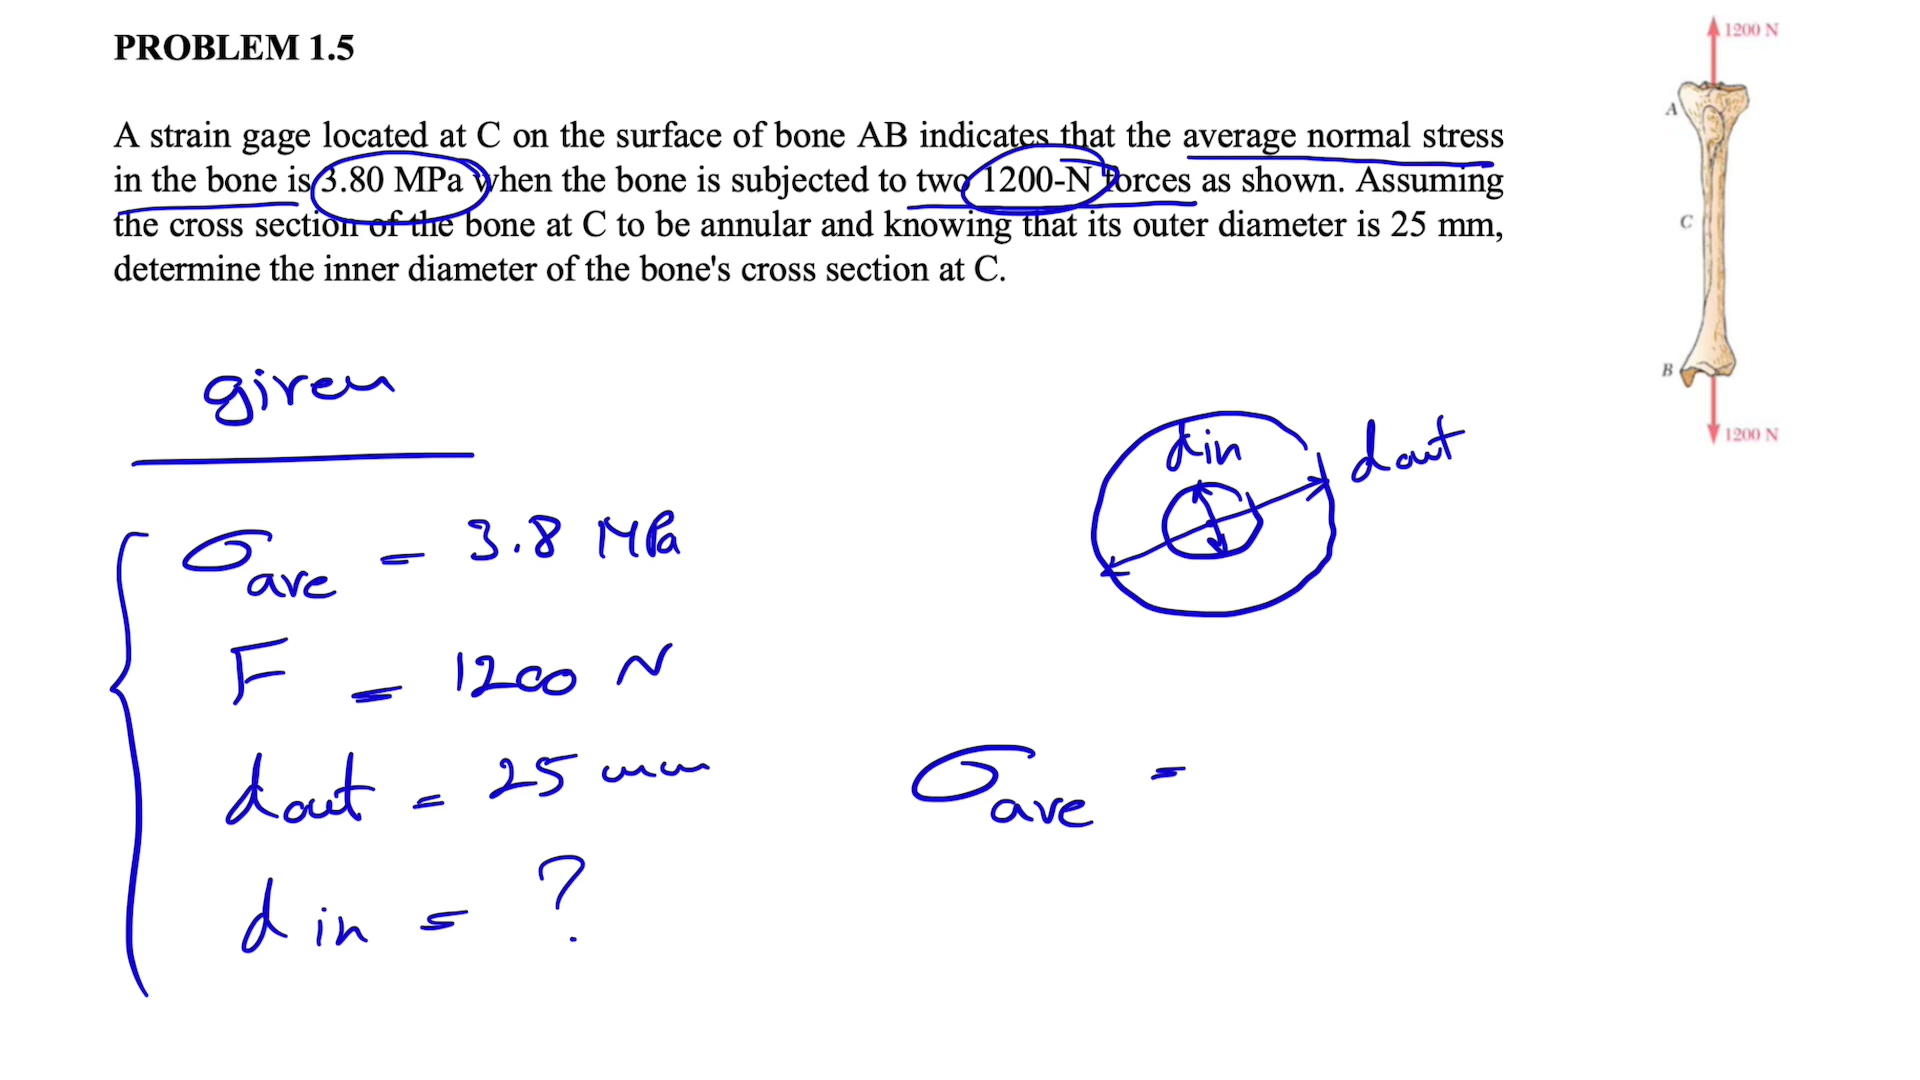 PROBLEM 1.5
A strain gage located at C on the surface of bone AB indicates that the average normal stress
in the bone is 3.80 MPa when the bone is subjected to two 1200-N forces as shown. Assuming
the cross section of the bone at C to be annular and knowing that its outer diameter is 25 mm,
determine the inner diameter of the bone's cross section at C.
1200 N
A
C
B
1200 N
given
σave = 3.8 MPa
F = 1200 N
dout = 25 mm
din = ?
din
dout
σave =